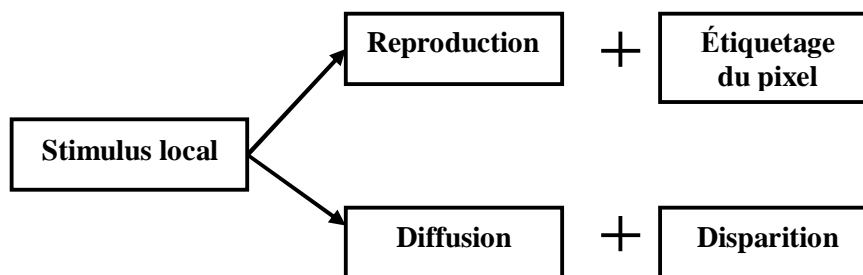 Reproduction
+
Étiquetage
du pixel
Stimulus local
Diffusion
+
Disparition